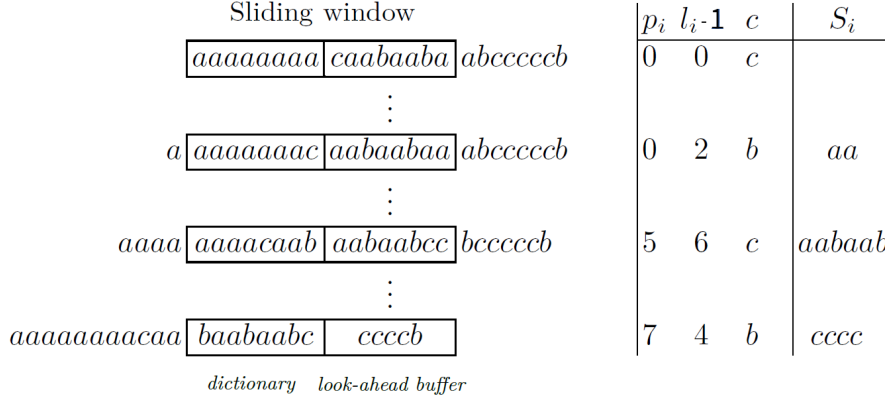 Sliding window p_i l_i-1 c S_i
aaaaaaaa caabaaba abcccccb 0 0 c
⋮
a aaaaaaac aabaabaa abcccccb 0 2 b aa
⋮
aaaa aaaacaab aabaabcc bcccccb 5 6 c aabaab
⋮
aaaaaaaacaa baabaabc ccccb 7 4 b cccc
dictionary look-ahead buffer